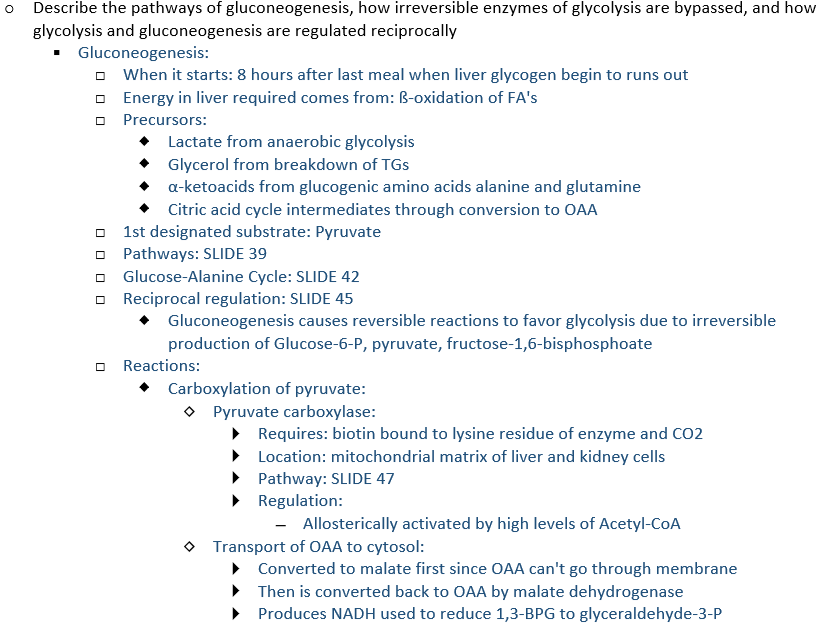 Describe the pathways of gluconeogenesis, how irreversible enzymes of glycolysis are bypassed, and how
glycolysis and gluconeogenesis are regulated reciprocally
Gluconeogenesis:
When it starts: 8 hours after last meal when liver glycogen begin to runs out
Energy in liver required comes from: ß-oxidation of FA's
Precursors:
Lactate from anaerobic glycolysis
Glycerol from breakdown of TGs
α-ketoacids from glucogenic amino acids alanine and glutamine
Citric acid cycle intermediates through conversion to OAA
1st designated substrate: Pyruvate
Pathways: SLIDE 39
Glucose-Alanine Cycle: SLIDE 42
Reciprocal regulation: SLIDE 45
Gluconeogenesis causes reversible reactions to favor glycolysis due to irreversible
production of Glucose-6-P, pyruvate, fructose-1,6-bisphosphoate
Reactions:
Carboxylation of pyruvate:
Pyruvate carboxylase:
Requires: biotin bound to lysine residue of enzyme and CO2
Location: mitochondrial matrix of liver and kidney cells
Pathway: SLIDE 47
Regulation:
– Allosterically activated by high levels of Acetyl-CoA
Transport of OAA to cytosol:
Converted to malate first since OAA can't go through membrane
Then is converted back to OAA by malate dehydrogenase
Produces NADH used to reduce 1,3-BPG to glyceraldehyde-3-P